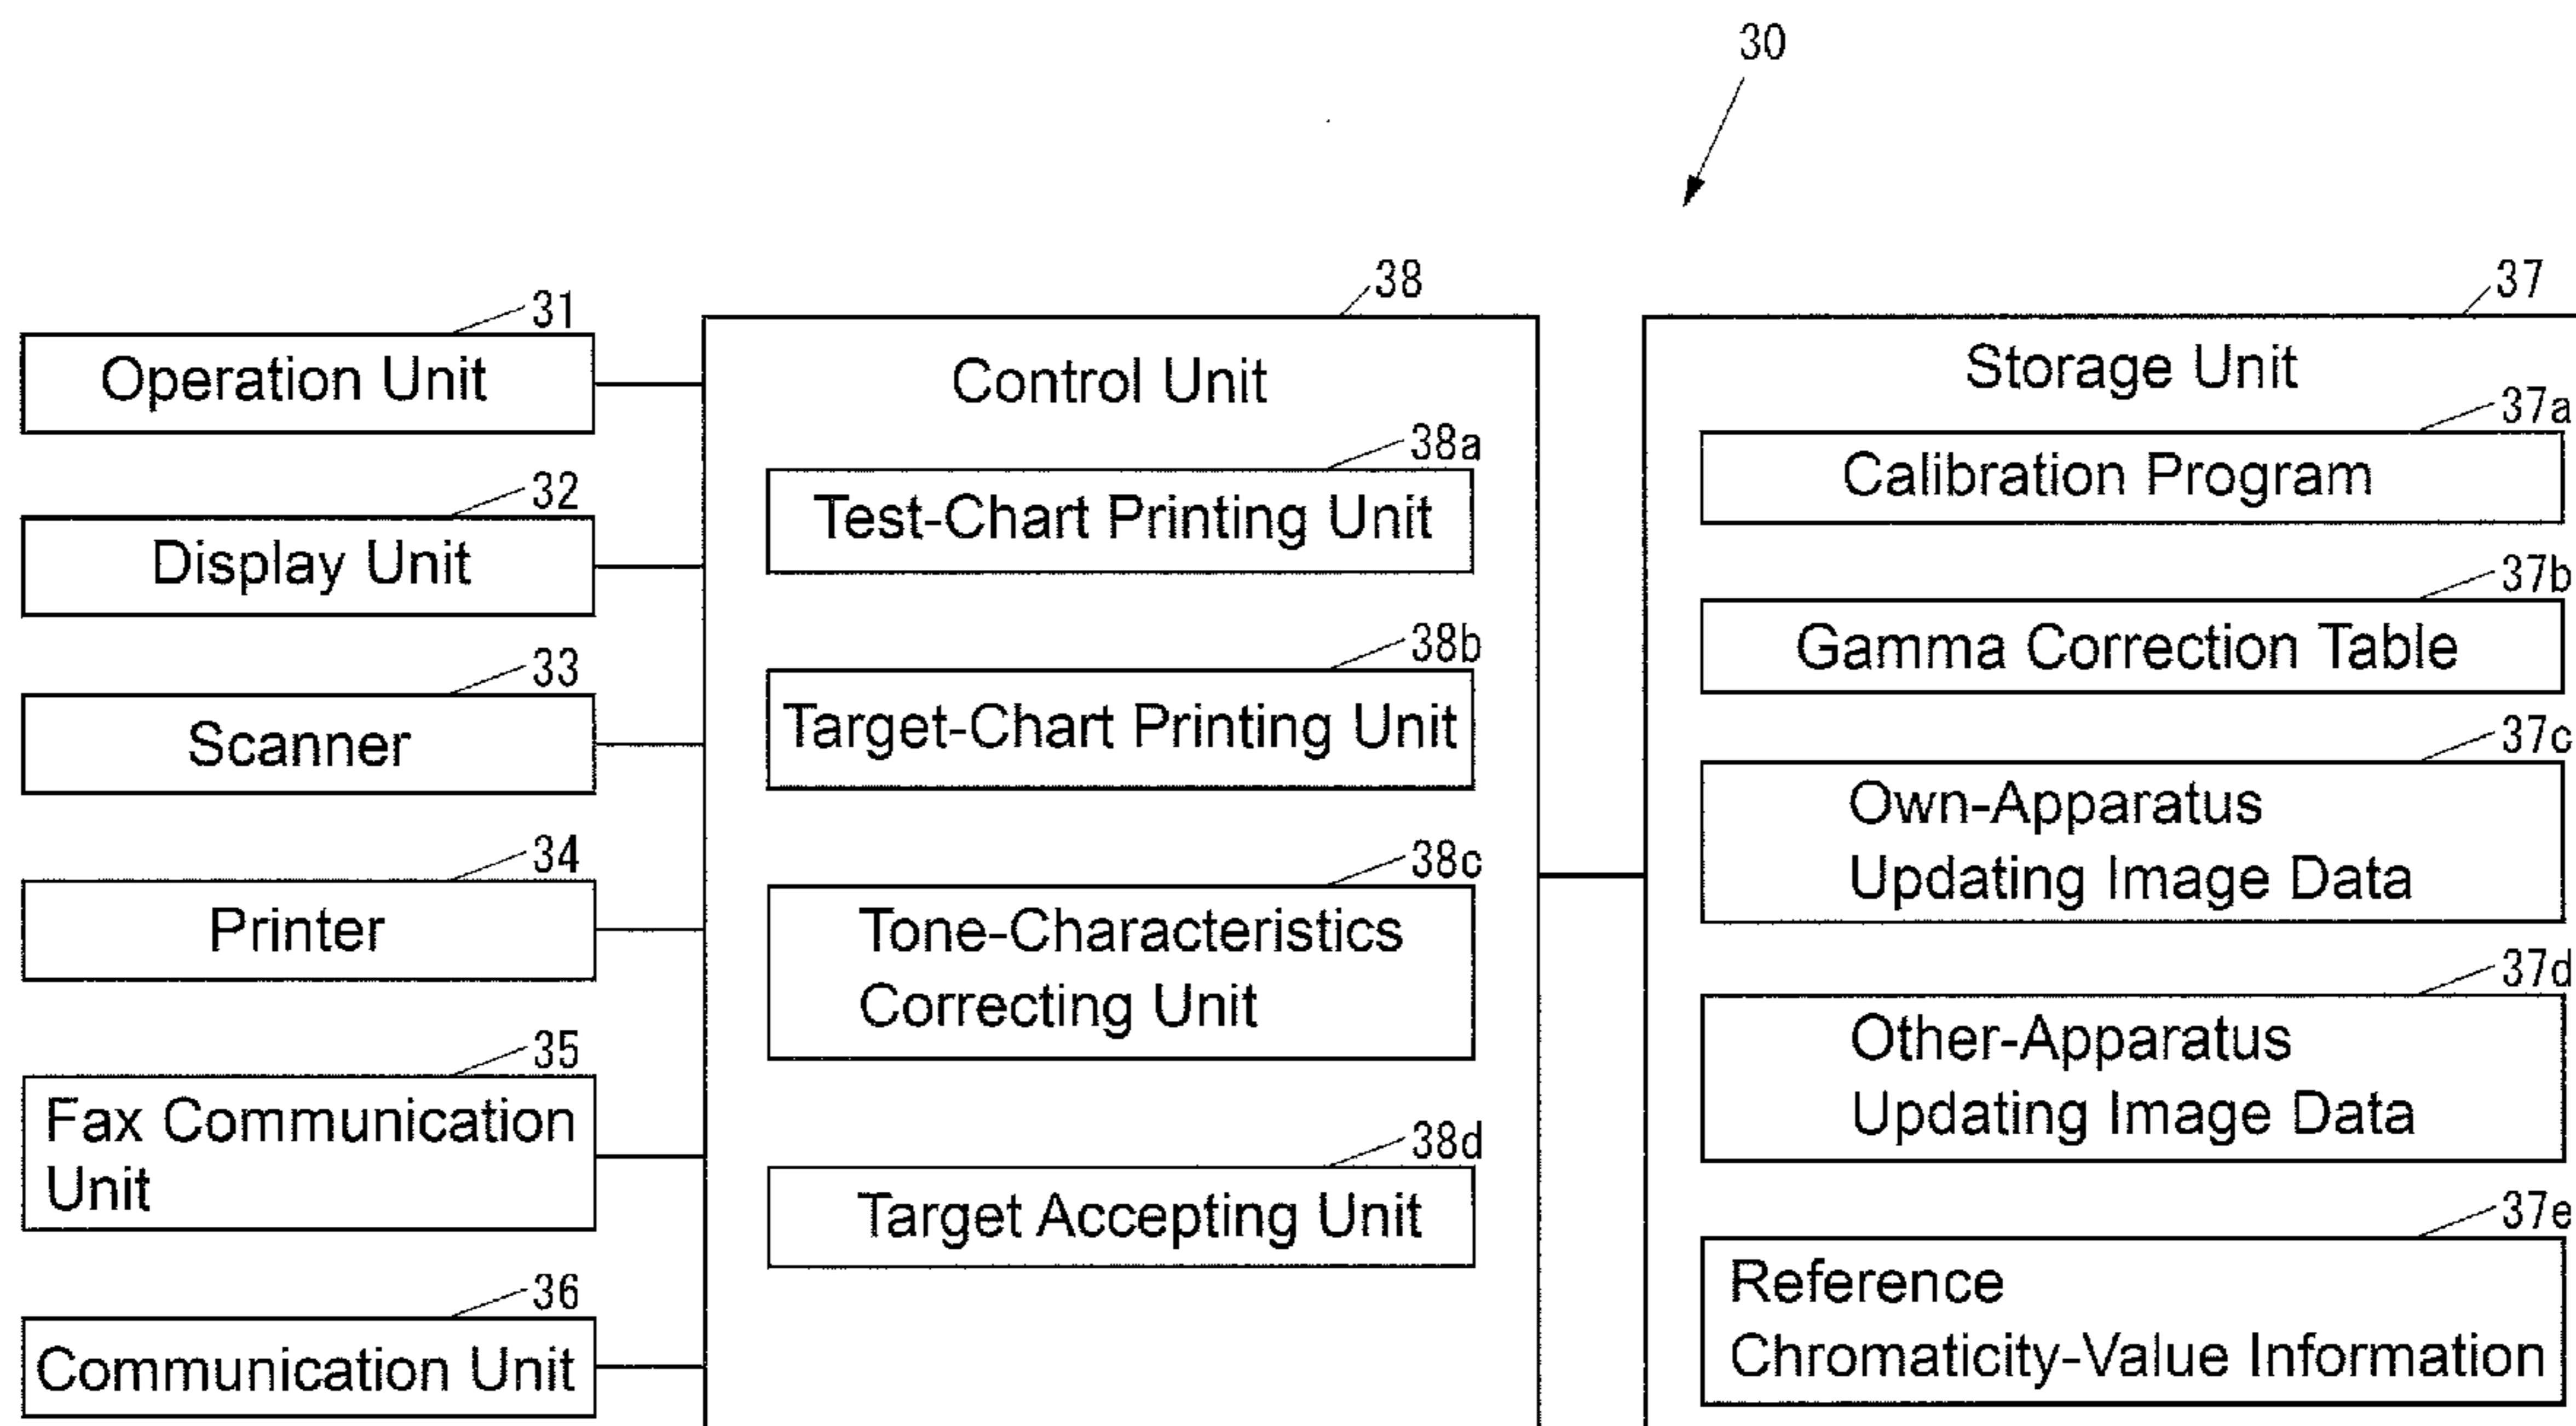 30
31
Operation Unit
32
Display Unit
33
Scanner
34
Printer
35
Fax Communication
Unit
36
Communication Unit
38
Control Unit
38a
Test-Chart Printing Unit
38b
Target-Chart Printing Unit
38c
Tone-Characteristics
Correcting Unit
38d
Target Accepting Unit
37
Storage Unit
37a
Calibration Program
37b
Gamma Correction Table
37c
Own-Apparatus
Updating Image Data
37d
Other-Apparatus
Updating Image Data
37e
Reference
Chromaticity-Value Information